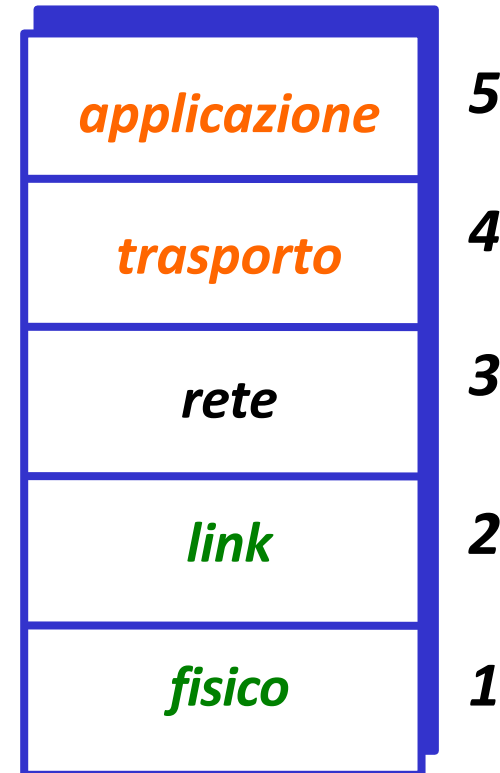 applicazione 5
trasporto 4
rete 3
link 2
fisico 1